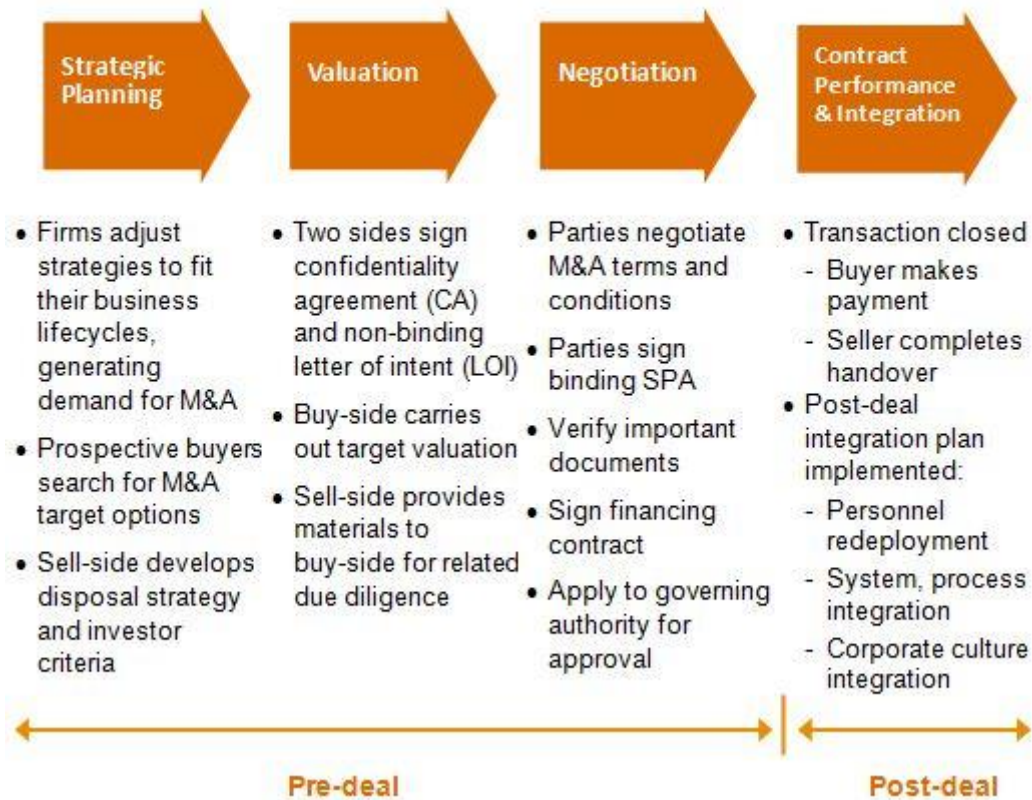 Strategic
Planning
Valuation
Negotiation
Contract
Performance
& Integration
• Firms adjust
strategies to fit
their business
lifecycles,
generating
demand for M&A
• Prospective buyers
search for M&A
target options
• Sell-side develops
disposal strategy
and investor
criteria
• Two sides sign
confidentiality
agreement (CA)
and non-binding
letter of intent (LOI)
• Buy-side carries
out target valuation
• Sell-side provides
materials to
buy-side for related
due diligence
• Parties negotiate
M&A terms and
conditions
• Parties sign
binding SPA
• Verify important
documents
• Sign financing
contract
• Apply to governing
authority for
approval
• Transaction closed
- Buyer makes
payment
- Seller completes
handover
• Post-deal
integration plan
implemented:
- Personnel
redeployment
- System, process
integration
- Corporate culture
integration
Pre-deal
Post-deal